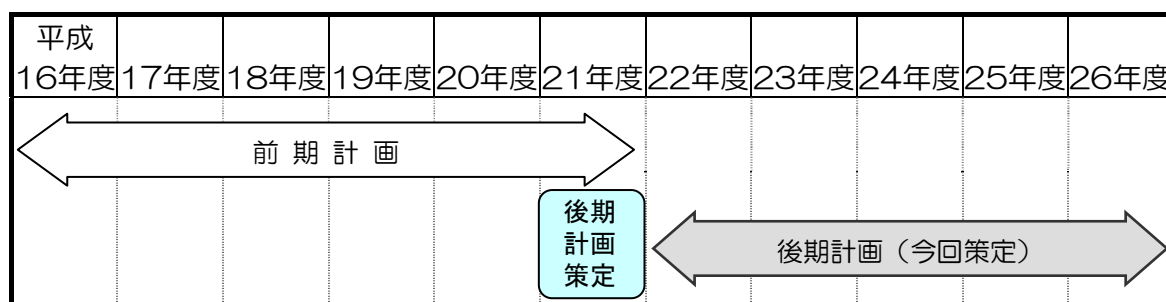 平成
16年度 17年度 18年度 19年度 20年度 21年度 22年度 23年度 24年度 25年度 26年度
前期計画
後期
計画
策定
後期計画（今回策定）